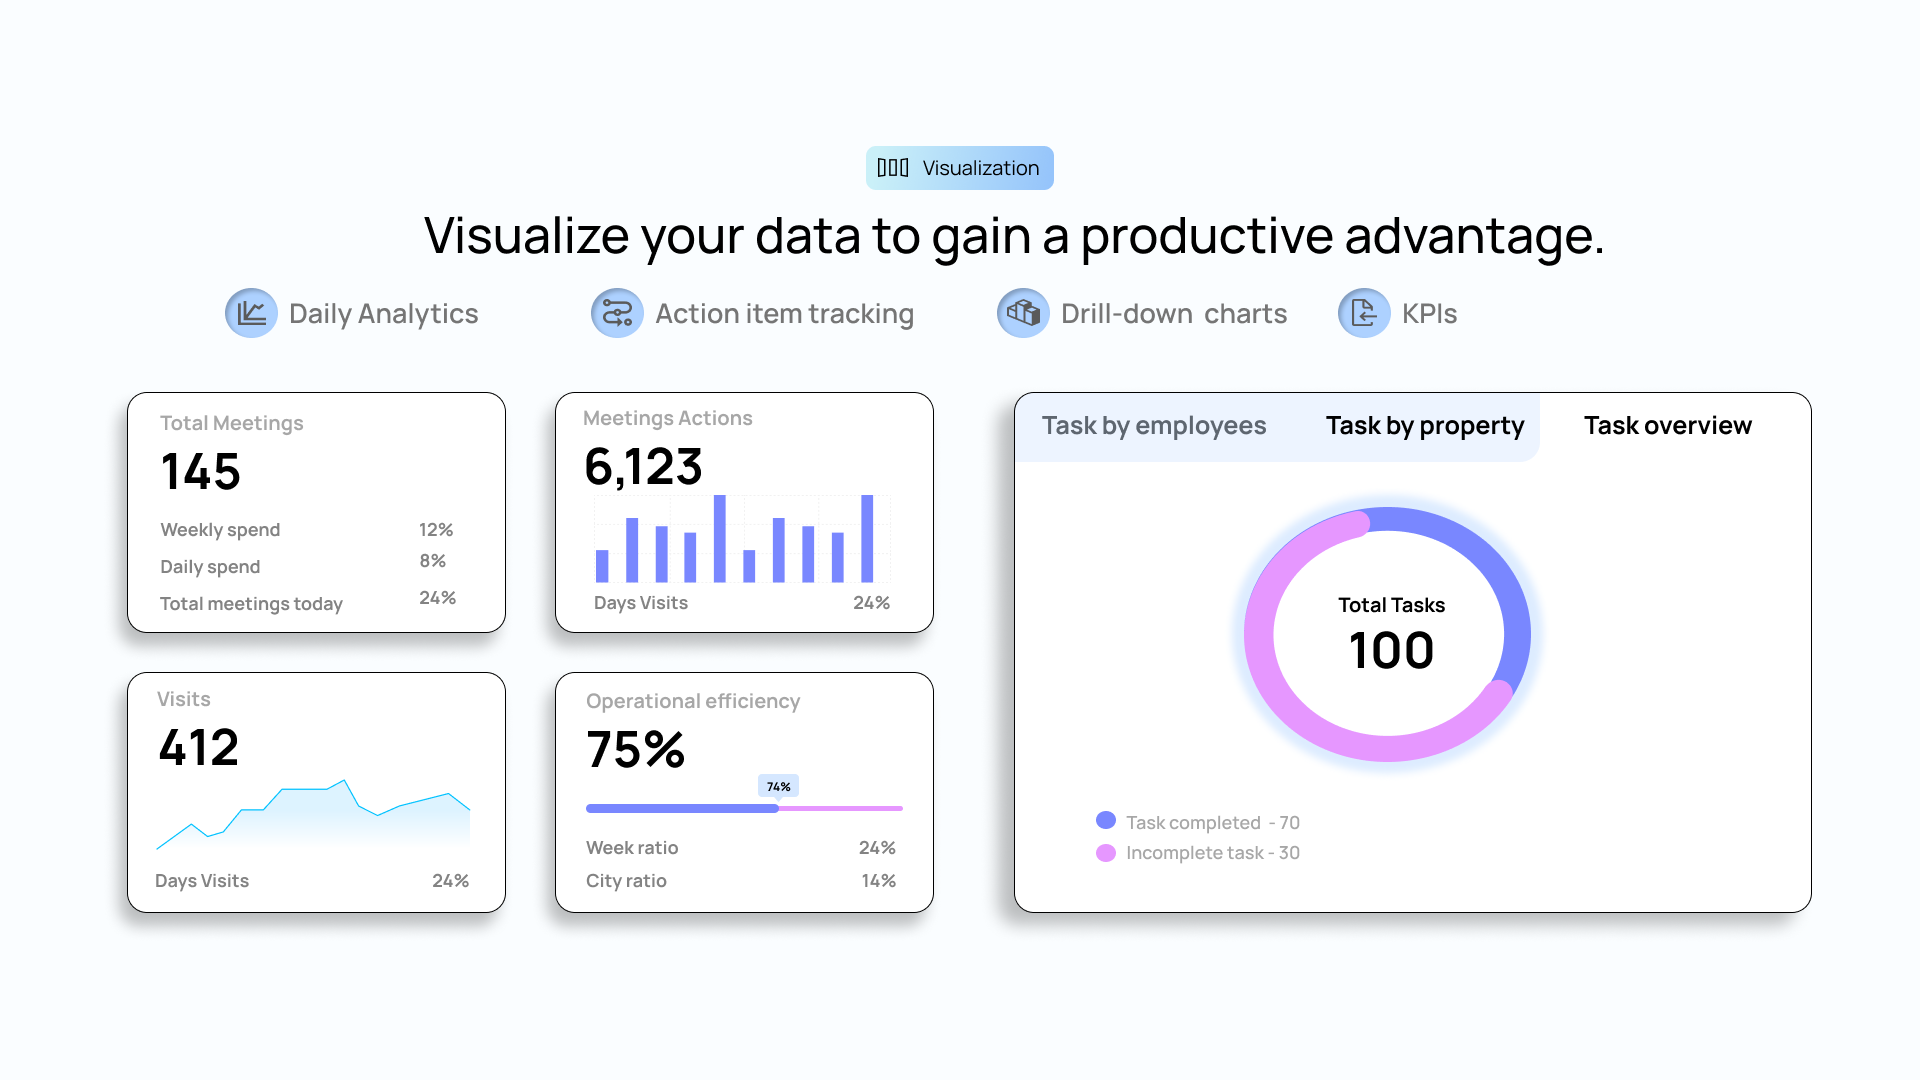 Visualization
Visualize your data to gain a productive advantage.
Daily Analytics
Action item tracking
Drill-down charts
KPIs
Total Meetings
145
Weekly spend 12%
Daily spend 8%
Total meetings today 24%
Meetings Actions
6,123
Days Visits 24%
Visits
412
Days Visits 24%
Operational efficiency
75%
74%
Week ratio 24%
City ratio 14%
Task by employees
Task by property
Task overview
Total Tasks
100
Task completed - 70
Incomplete task - 30